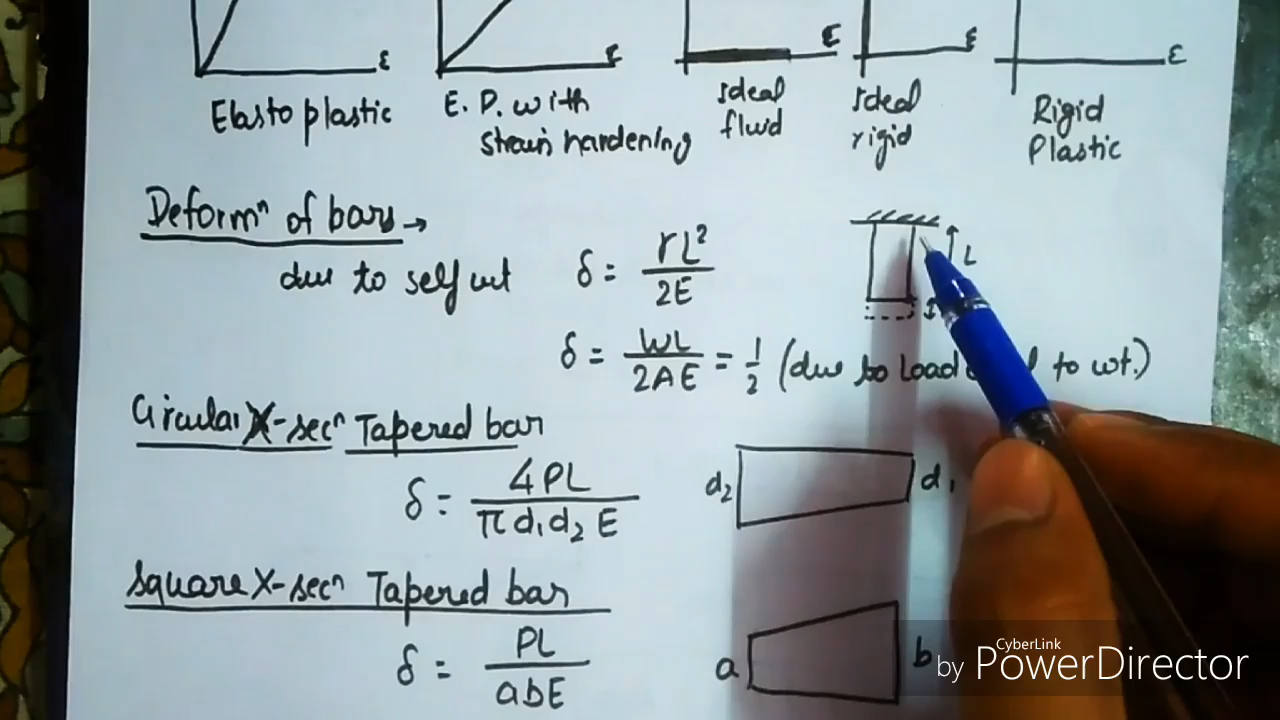 ε ε ε ε ε
Elasto plastic
E. P. with
strain hardening
Ideal
fluid
Ideal
rigid
Rigid
Plastic
Deformⁿ of bars →
due to self wt
δ = γL² / 2E
L
δ = WL / 2AE = 1/2 (due to Load to wt.)
Circular X-secⁿ Tapered bar
δ = 4PL / π d₁ d₂ E
d₂ d₁
Square X-secⁿ Tapered bar
δ = PL / abE
a b
CyberLink
by PowerDirector